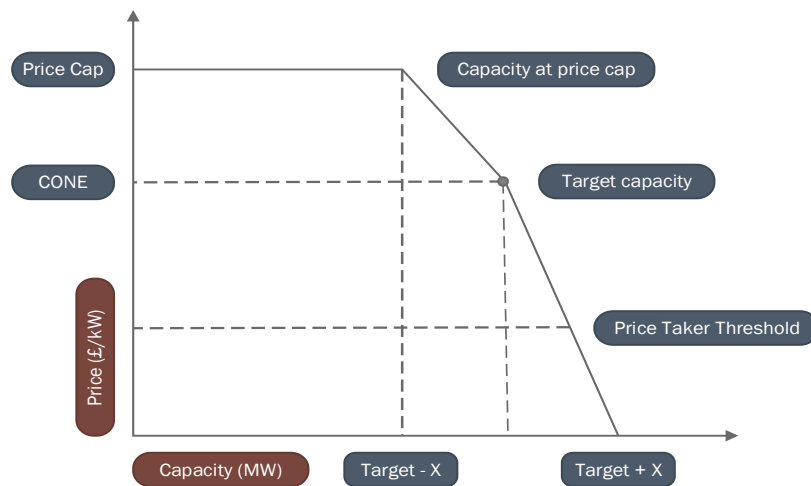 Price Cap
Capacity at price cap
CONE
Target capacity
Price (£/kW)
Price Taker Threshold
Capacity (MW)
Target - X
Target + X